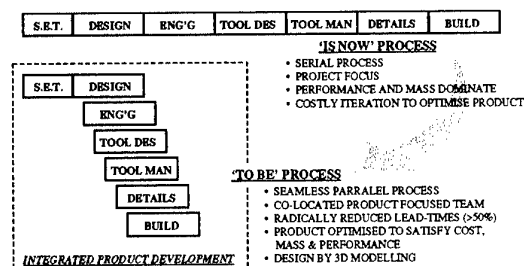 S.E.T. DESIGN ENG'G TOOL DES TOOL MAN DETAILS BUILD
'IS NOW' PROCESS
• SERIAL PROCESS
• PROJECT FOCUS
• PERFORMANCE AND MASS DOMINATE
• COSTLY ITERATION TO OPTIMISE PRODUCT
S.E.T. DESIGN
ENG'G
TOOL DES
TOOL MAN
DETAILS
BUILD
INTEGRATED PRODUCT DEVELOPMENT
'TO BE' PROCESS
• SEAMLESS PARRALEL PROCESS
• CO-LOCATED PRODUCT FOCUSED TEAM
• RADICALLY REDUCED LEAD-TIMES (>50%)
• PRODUCT OPTIMISED TO SATISFY COST,
MASS & PERFORMANCE
• DESIGN BY 3D MODELLING